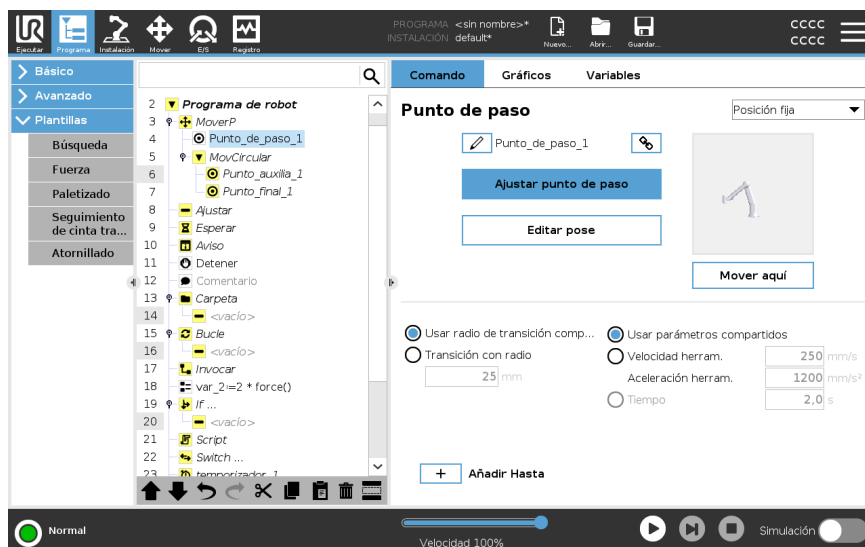 UR
Ejecutar
Programa
Instalación
Mover
E/S
Registro
PROGRAMA <sin nombre>*
INSTALACIÓN default*
Nuevo...
Abrir...
Guardar...
CCCC
CCCC
Básico
Avanzado
Plantillas
Búsqueda
Fuerza
Paletizado
Seguimiento
de cinta tra...
Atornillado
2 Programa de robot
3 MoverP
4 Punto_de_paso_1
5 MovCircular
6 Punto_auxilia_1
7 Punto_final_1
8 Ajustar
9 Esperar
10 Aviso
11 Detener
12 Comentario
13 Carpeta
14 <vacío>
15 Bucle
16 <vacío>
17 Invocar
18 var_2≔2 * force()
19 If ...
20 <vacío>
21 Script
22 Switch ...
23 temporizador_1
Comando Gráficos Variables
Punto de paso
Posición fija
Punto_de_paso_1
Ajustar punto de paso
Editar pose
Mover aquí
Usar radio de transición comp...
Transición con radio
25 mm
Usar parámetros compartidos
Velocidad herram. 250 mm/s
Aceleración herram. 1200 mm/s²
Tiempo 2,0 s
+ Añadir Hasta
Normal
Velocidad 100%
Simulación